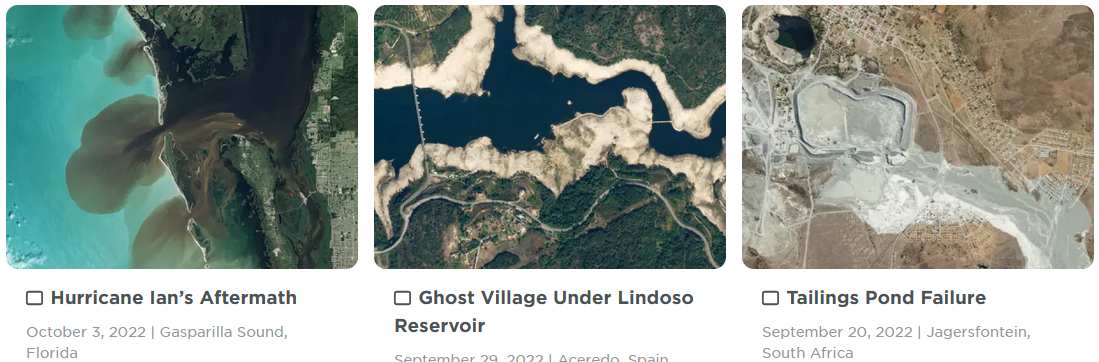 Hurricane Ian's Aftermath
October 3, 2022 | Gasparilla Sound,
Florida
Ghost Village Under Lindoso
Reservoir
September 29, 2022 | Aceredo, Spain
Tailings Pond Failure
September 20, 2022 | Jagersfontein,
South Africa